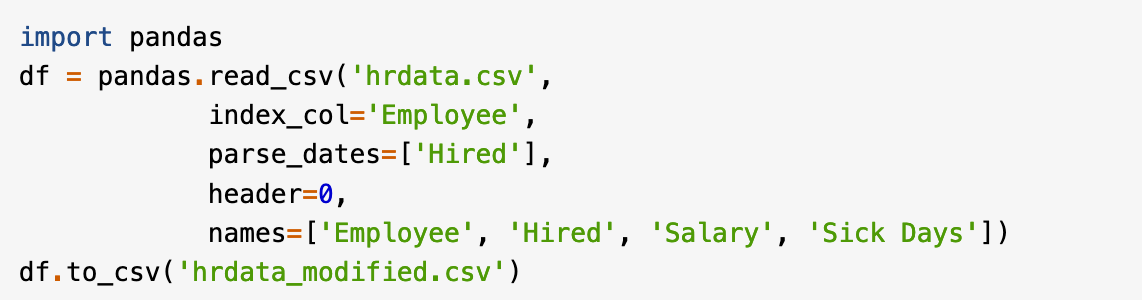 import pandas
df = pandas.read_csv('hrdata.csv',
            index_col='Employee',
            parse_dates=['Hired'],
            header=0,
            names=['Employee', 'Hired', 'Salary', 'Sick Days'])
df.to_csv('hrdata_modified.csv')